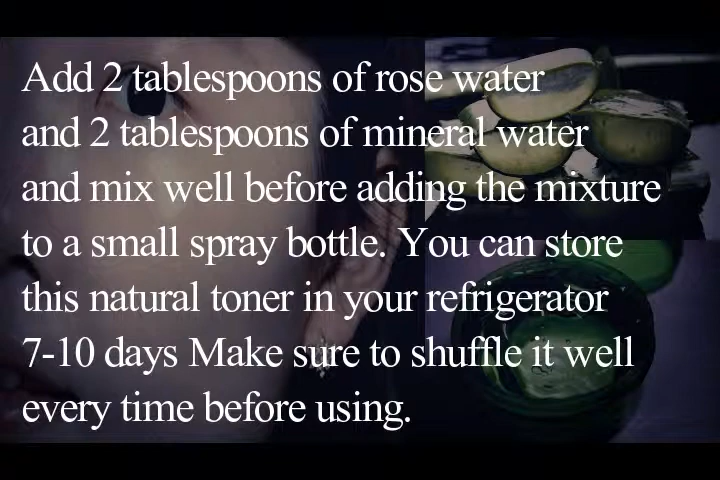 Add 2 tablespoons of rose water
and 2 tablespoons of mineral water
and mix well before adding the mixture
to a small spray bottle. You can store
this natural toner in your refrigerator
7-10 days Make sure to shuffle it well
every time before using.